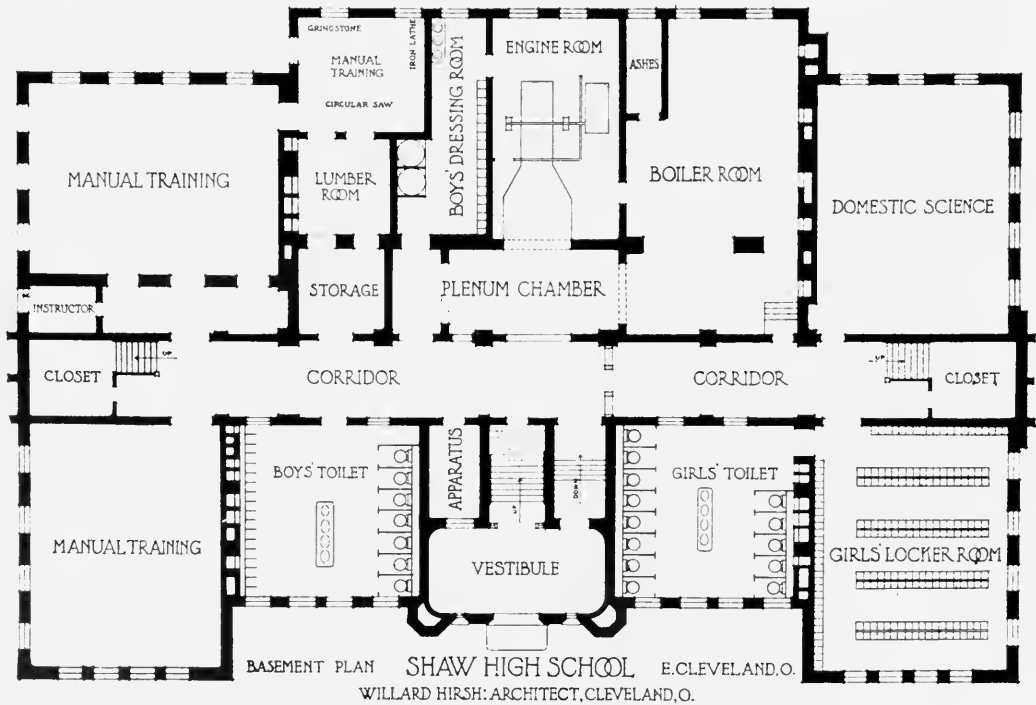 GRINDSTONE
IRON LATHE
MANUAL
TRAINING
CIRCULAR SAW
BOYS' DRESSING ROOM
ENGINE ROOM
ASHES
MANUAL TRAINING
LUMBER
ROOM
BOILER ROOM
DOMESTIC SCIENCE
INSTRUCTOR
STORAGE
PLENUM CHAMBER
CLOSET
UP
CORRIDOR
CORRIDOR
UP
CLOSET
BOYS' TOILET
APPARATUS
UP
DOWN
GIRLS' TOILET
MANUAL TRAINING
VESTIBULE
GIRLS' LOCKER ROOM
BASEMENT PLAN SHAW HIGH SCHOOL E. CLEVELAND, O.
WILLARD HIRSH: ARCHITECT, CLEVELAND, O.